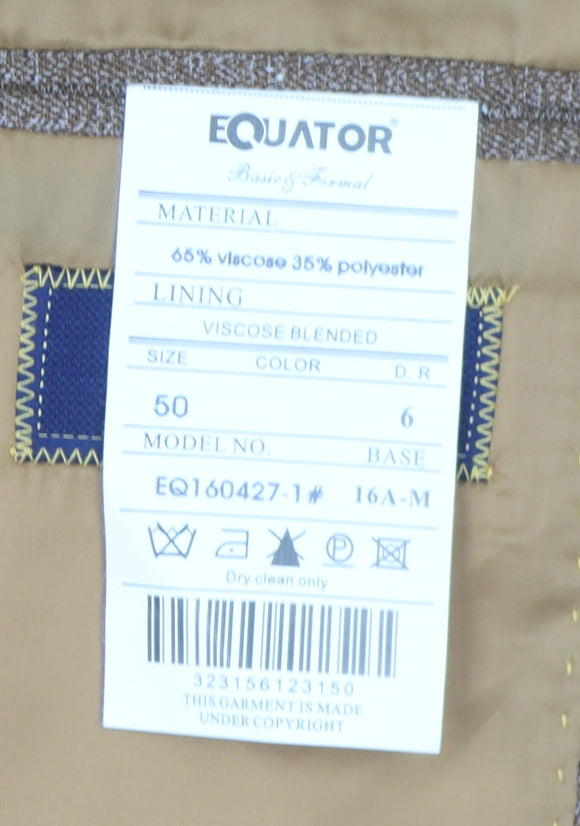 EQUATOR®
Basic & Formal
MATERIAL
65% viscose 35% polyester
LINING
VISCOSE BLENDED
SIZE COLOR D. R
50 6
MODEL NO. BASE
EQ160427-1# 16A-M
P
Dry clean only
323156123150
THIS GARMENT IS MADE
UNDER COPYRIGHT